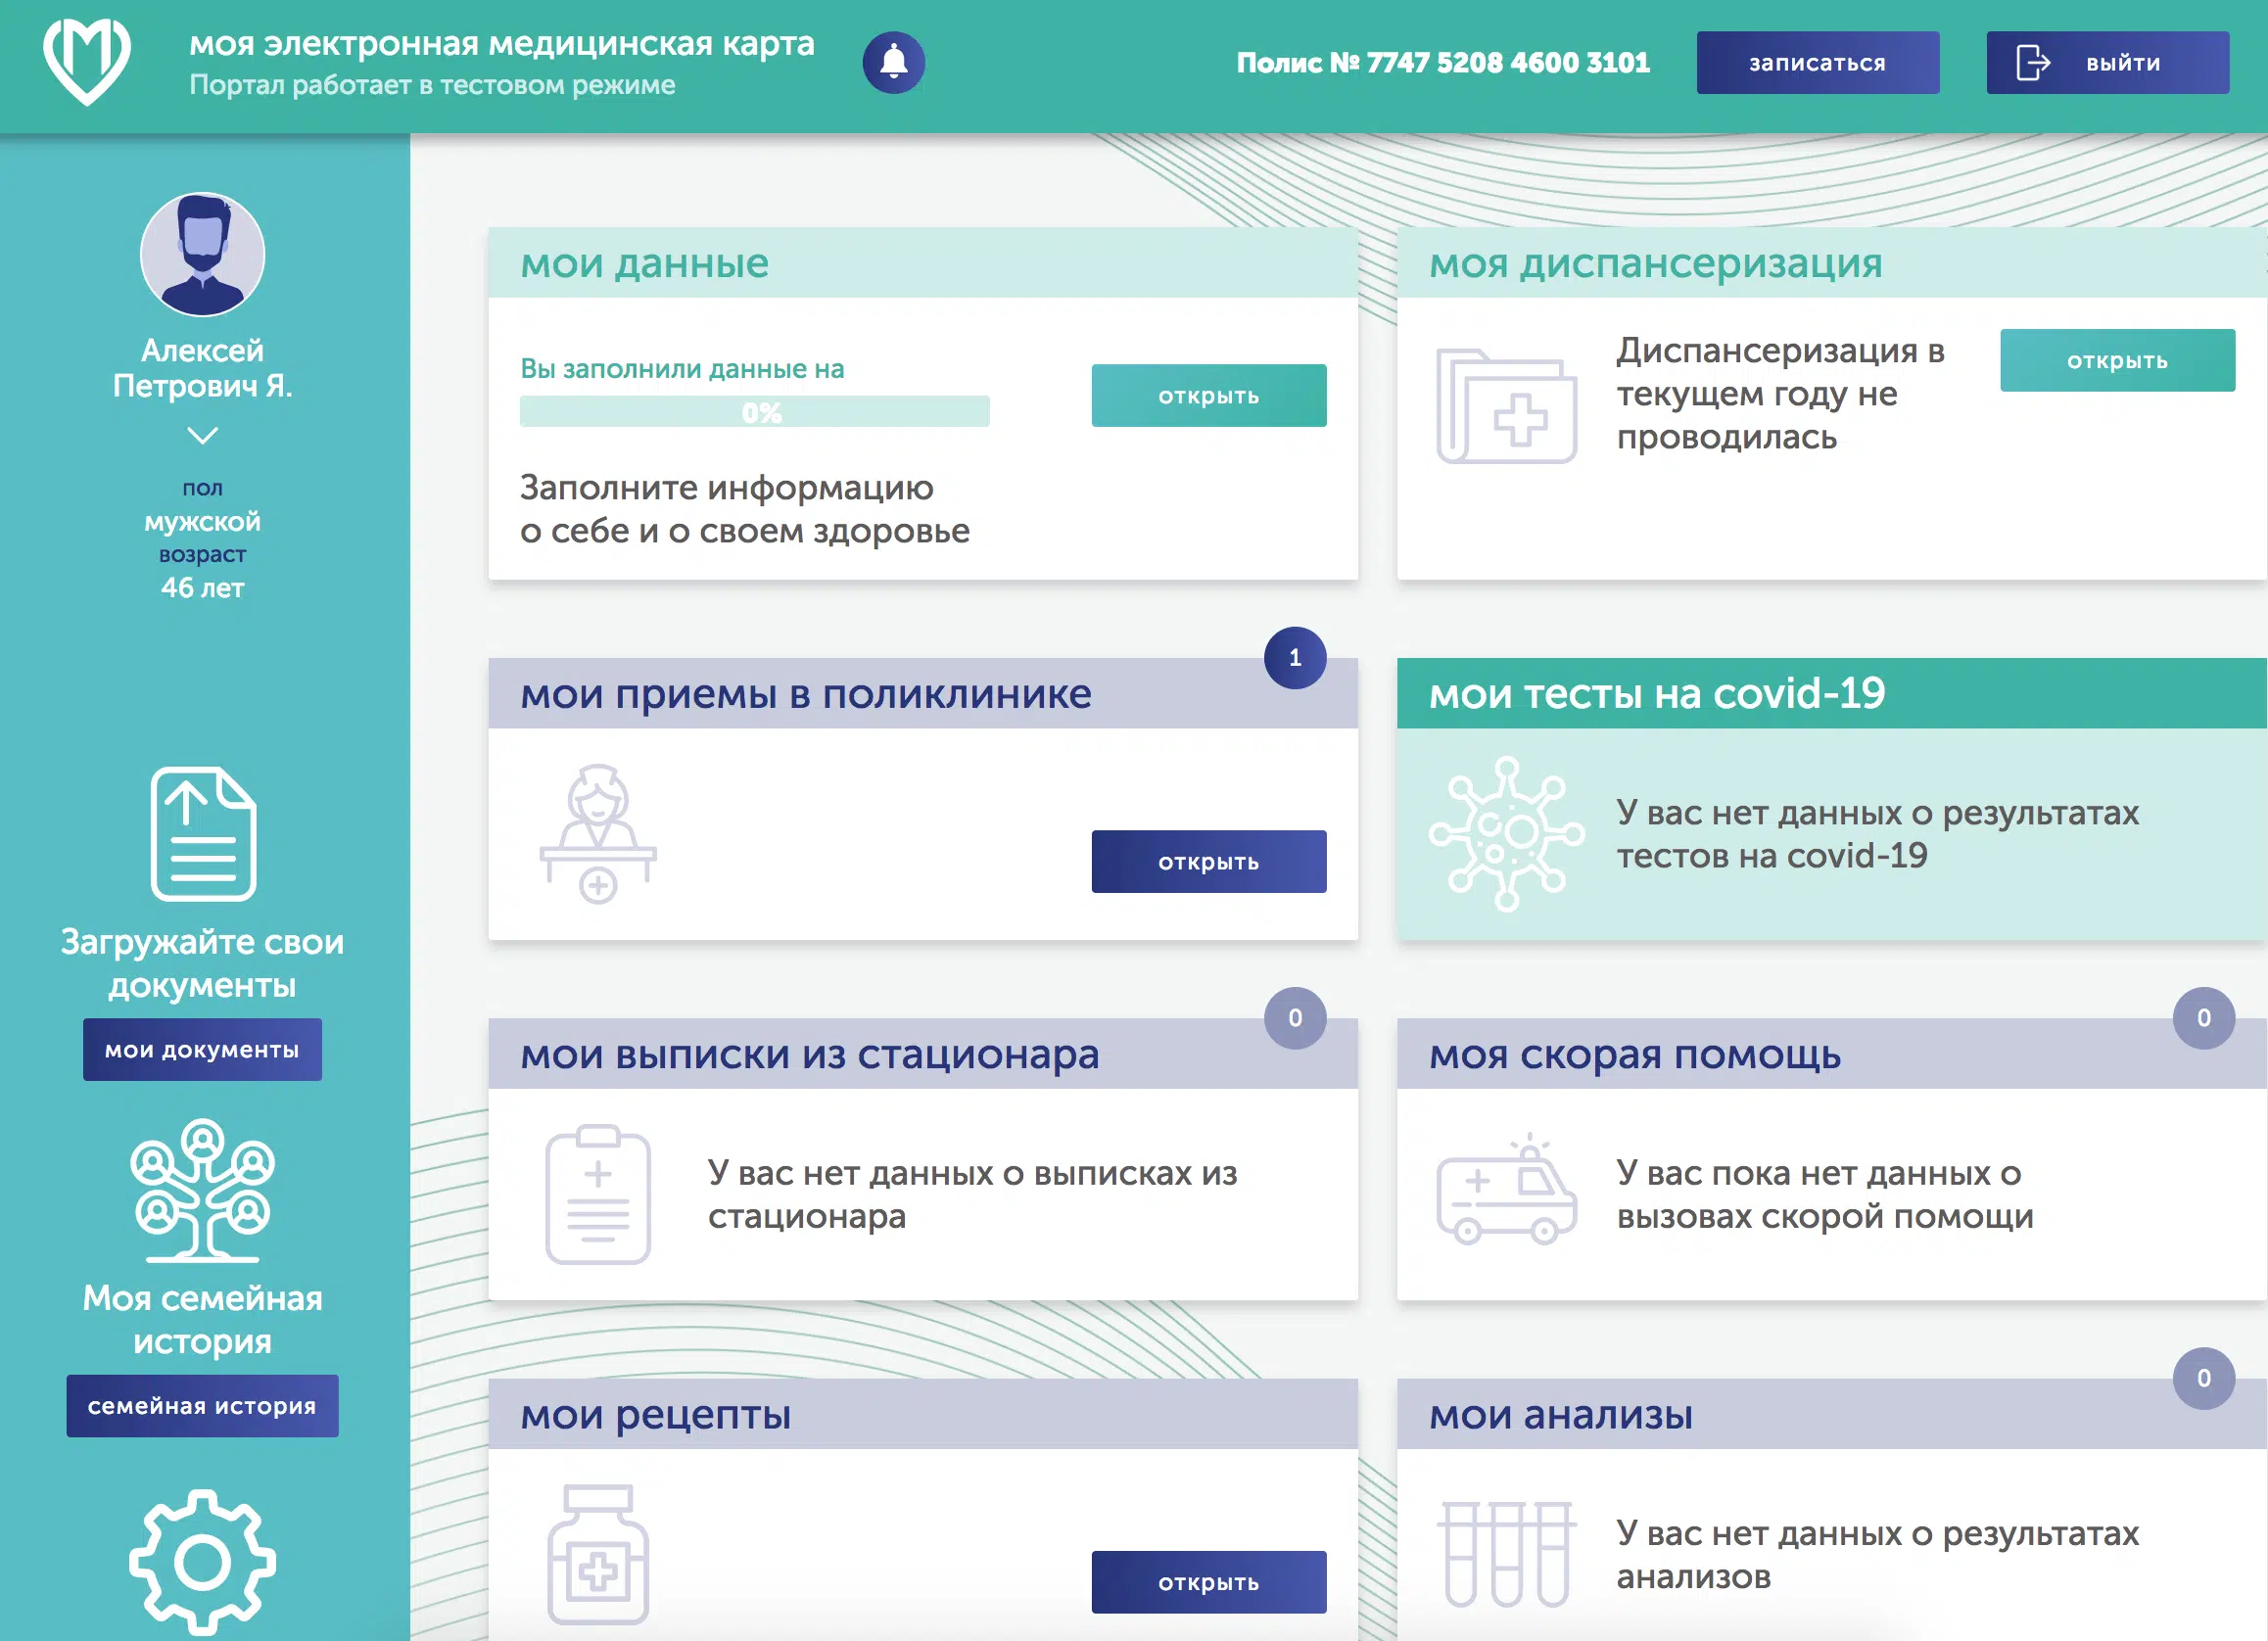 моя электронная медицинская карта
Портал работает в тестовом режиме
Полис № 7747 5208 4600 3101
записаться
выйти
Алексей
Петрович Я.
пол
мужской
возраст
46 лет
Загружайте свои
документы
мои документы
Моя семейная
история
семейная история
мои данные
Вы заполнили данные на
0%
открыть
Заполните информацию
о себе и о своем здоровье
моя диспансеризация
Диспансеризация в
текущем году не
проводилась
открыть
1
мои приемы в поликлинике
открыть
мои тесты на covid-19
У вас нет данных о результатах
тестов на covid-19
0
мои выписки из стационара
У вас нет данных о выписках из
стационара
0
моя скорая помощь
У вас пока нет данных о
вызовах скорой помощи
мои рецепты
открыть
0
мои анализы
У вас нет данных о результатах
анализов